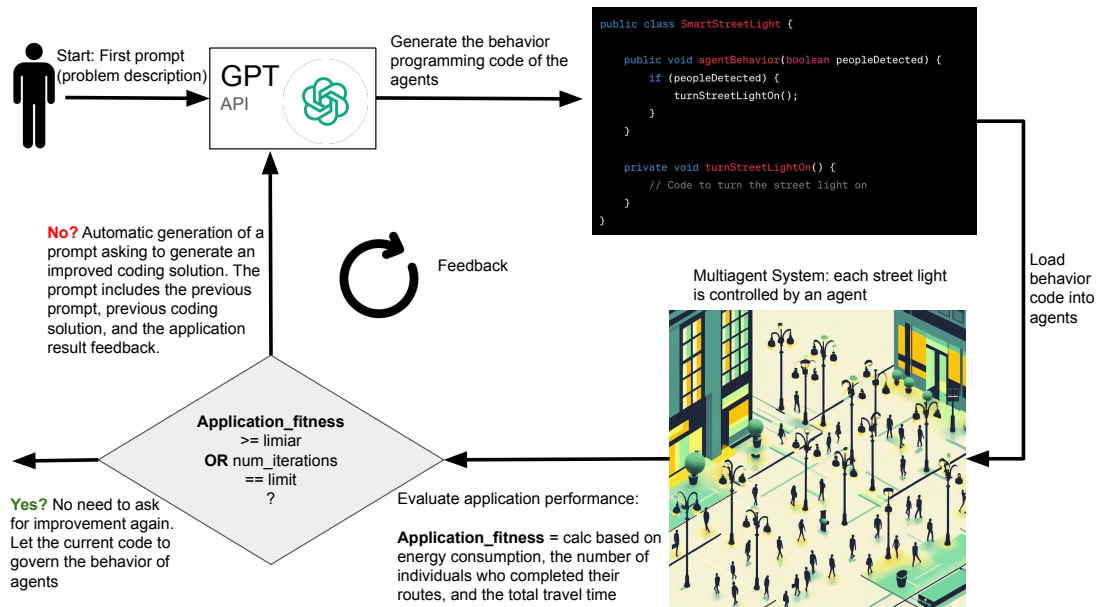 Start: First prompt
(problem description)
GPT
API
Generate the behavior
programming code of the
agents
public class SmartStreetLight {
public void agentBehavior(boolean peopleDetected) {
if (peopleDetected) {
turnStreetLightOn();
}
}
private void turnStreetLightOn() {
// Code to turn the street light on
}
}
Load
behavior
code into
agents
Multiagent System: each street light
is controlled by an agent
Evaluate application performance:
Application_fitness = calc based on
energy consumption, the number of
individuals who completed their
routes, and the total travel time
Application_fitness
>= limiar
OR num_iterations
== limit
?
No? Automatic generation of a
prompt asking to generate an
improved coding solution. The
prompt includes the previous
prompt, previous coding
solution, and the application
result feedback.
Feedback
Yes? No need to ask
for improvement again.
Let the current code to
govern the behavior of
agents